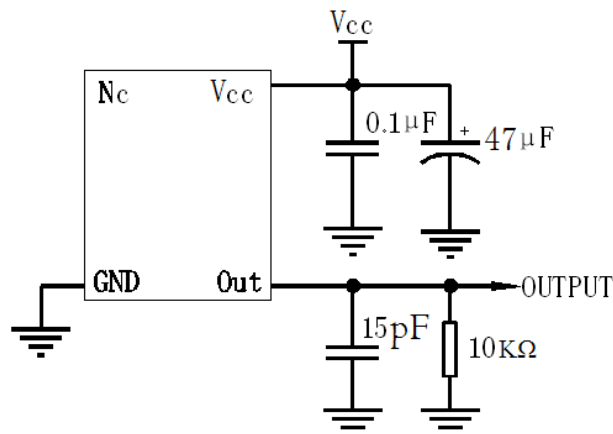 Vcc
Nc Vcc
0.1μF
+
47μF
GND Out
OUTPUT
15pF
10KΩ